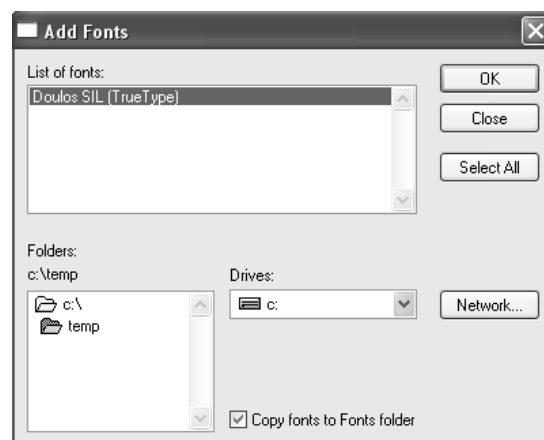 Add Fonts
List of fonts:
Doulos SIL (TrueType)
OK
Close
Select All
Folders:
c:\temp
c:\
temp
Drives:
c:
Network...
Copy fonts to Fonts folder